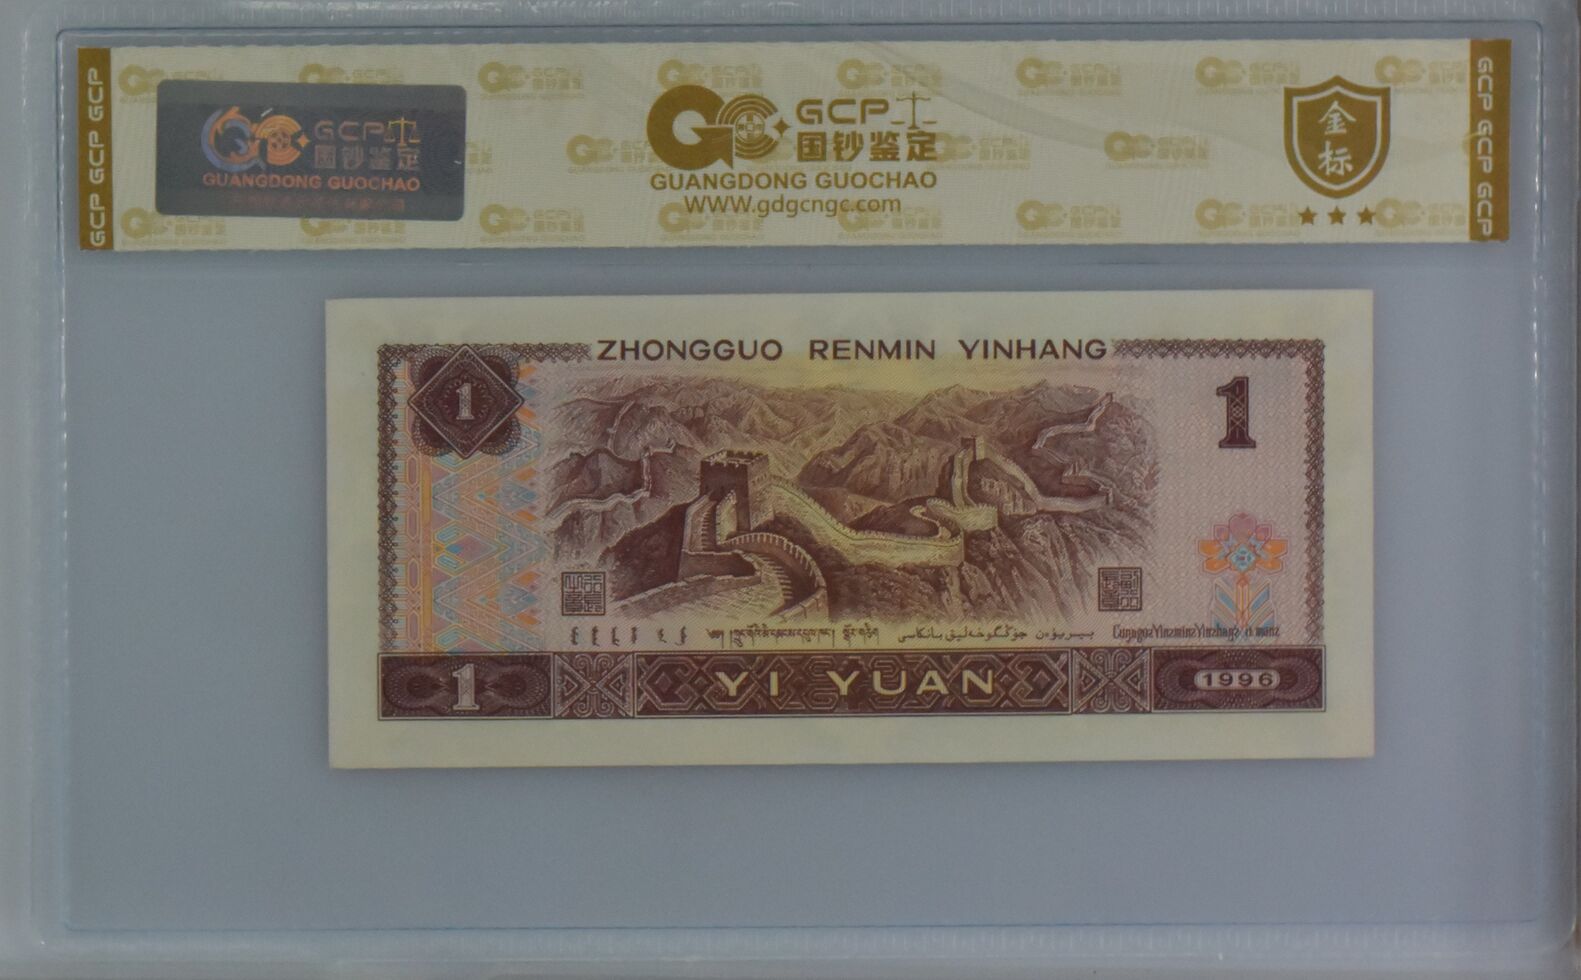 GCP GCP GCP
GCP
国钞鉴定
GUANGDONG GUOCHAO
GCP
国钞鉴定
GUANGDONG GUOCHAO
WWW.gdgcngc.com
金标
GCP GCP GCP
ZHONGGUO RENMIN YINHANG
1
1
1
YI YUAN
1996